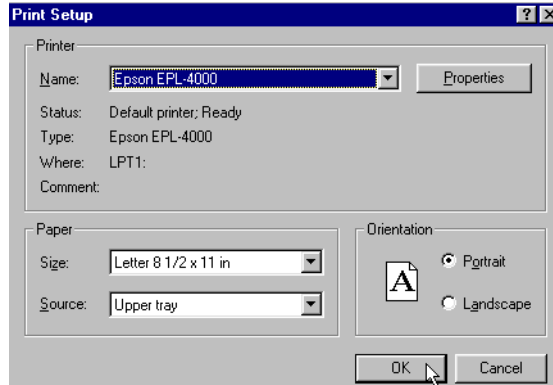 Print Setup
Printer
Name: Epson EPL-4000 Properties
Status: Default printer; Ready
Type: Epson EPL-4000
Where: LPT1:
Comment:
Paper
Size: Letter 8 1/2 x 11 in
Source: Upper tray
Orientation
A
Portrait
Landscape
OK Cancel